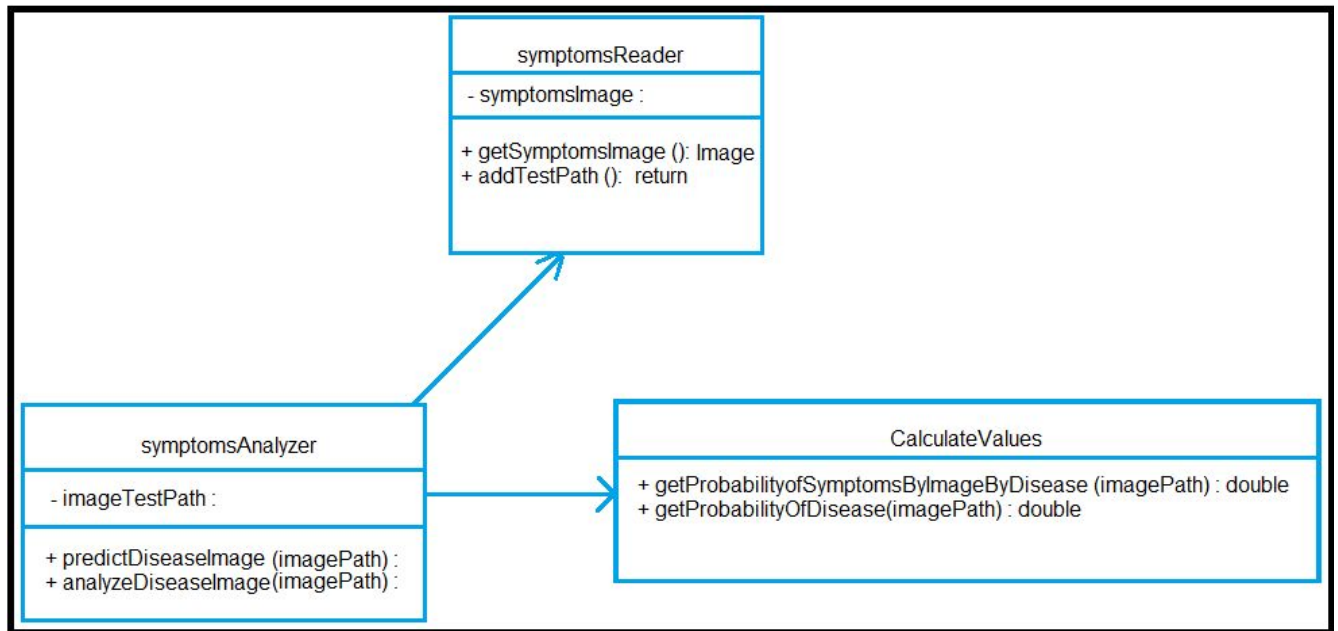 symptomsReader
- symptomsImage :
+ getSymptomsImage (): Image
+ addTestPath (): return
symptomsAnalyzer
- imageTestPath :
+ predictDiseaseImage (imagePath) :
+ analyzeDiseaseImage(imagePath) :
CalculateValues
+ getProbabilityofSymptomsByImageByDisease (imagePath) : double
+ getProbabilityOfDisease(imagePath) : double